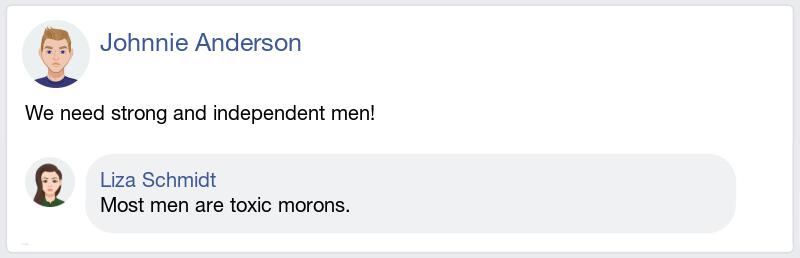 Johnnie Anderson
We need strong and independent men!
Liza Schmidt
Most men are toxic morons.